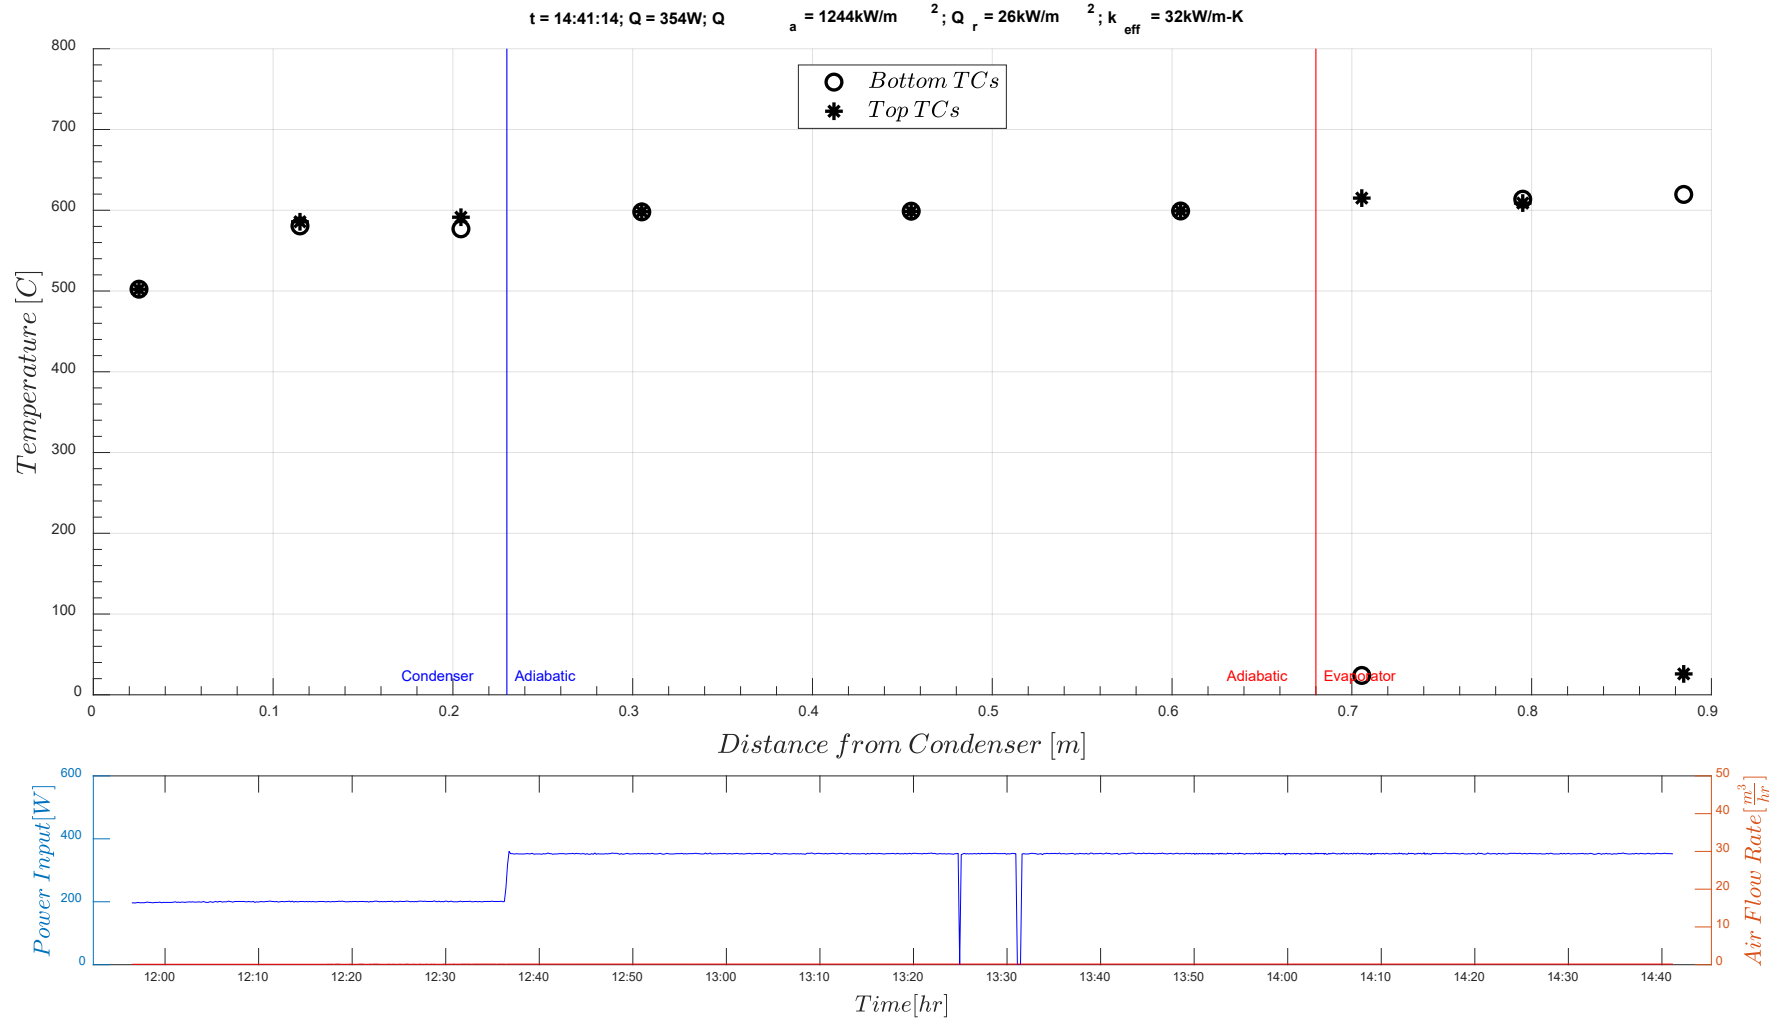 t = 14:41:14; Q = 354W; Q a = 1244kW/m 2 ; Q r = 26kW/m 2 ; k eff = 32kW/m-K
800
700
600
500
400
300
200
100
0
Temperature [C]
Bottom TCs
Top TCs
Condenser
Adiabatic
Adiabatic
Evaporator
0 0.1 0.2 0.3 0.4 0.5 0.6 0.7 0.8 0.9
Distance from Condenser [m]
600
400
200
0
Power Input[W]
50
40
30
20
10
0
Air Flow Rate[m3/hr]
12:00 12:10 12:20 12:30 12:40 12:50 13:00 13:10 13:20 13:30 13:40 13:50 14:00 14:10 14:20 14:30 14:40
Time[hr]